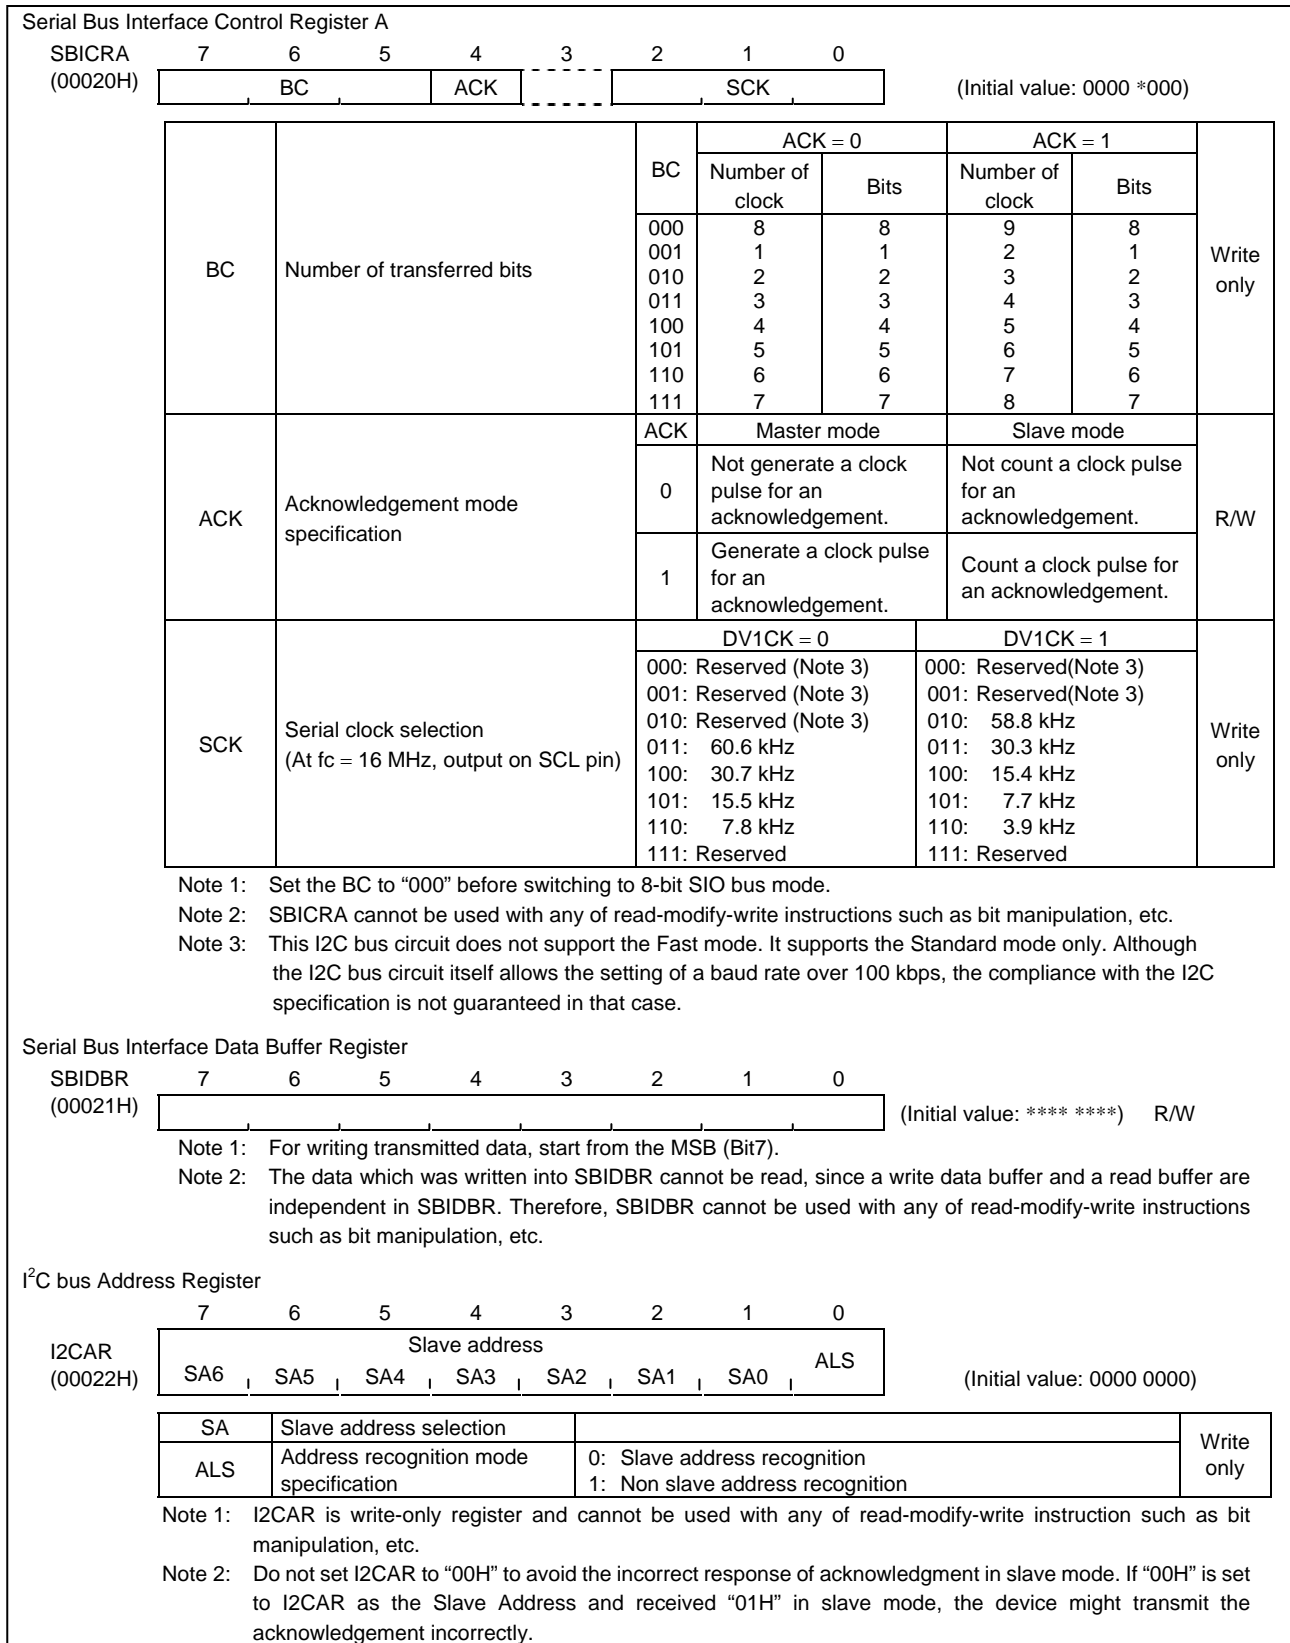 Serial Bus Interface Control Register A
SBICRA 7 6 5 4 3 2 1 0
(00020H) BC ACK SCK (Initial value: 0000 *000)
ACK = 0 ACK = 1
BC Number of clock Bits Number of clock Bits
000 8 8 9 8
001 1 1 2 1
BC Number of transferred bits 010 2 2 3 2 Write only
011 3 3 4 3
100 4 4 5 4
101 5 5 6 5
110 6 6 7 6
111 7 7 8 7
ACK Master mode Slave mode
ACK Acknowledgement mode specification R/W
0 Not generate a clock pulse for an acknowledgement. Not count a clock pulse for an acknowledgement.
1 Generate a clock pulse for an acknowledgement. Count a clock pulse for an acknowledgement.
DV1CK = 0 DV1CK = 1
000: Reserved (Note 3) 000: Reserved(Note 3)
001: Reserved (Note 3) 001: Reserved(Note 3)
010: Reserved (Note 3) 010: 58.8 kHz
SCK Serial clock selection 011: 60.6 kHz 011: 30.3 kHz Write
(At fc = 16 MHz, output on SCL pin) 100: 30.7 kHz 100: 15.4 kHz only
101: 15.5 kHz 101: 7.7 kHz
110: 7.8 kHz 110: 3.9 kHz
111: Reserved 111: Reserved
Note 1: Set the BC to “000” before switching to 8-bit SIO bus mode.
Note 2: SBICRA cannot be used with any of read-modify-write instructions such as bit manipulation, etc.
Note 3: This I2C bus circuit does not support the Fast mode. It supports the Standard mode only. Although
the I2C bus circuit itself allows the setting of a baud rate over 100 kbps, the compliance with the I2C
specification is not guaranteed in that case.
Serial Bus Interface Data Buffer Register
SBIDBR 7 6 5 4 3 2 1 0
(00021H) (Initial value: **** ****) R/W
Note 1: For writing transmitted data, start from the MSB (Bit7).
Note 2: The data which was written into SBIDBR cannot be read, since a write data buffer and a read buffer are
independent in SBIDBR. Therefore, SBIDBR cannot be used with any of read-modify-write instructions
such as bit manipulation, etc.
I²C bus Address Register
7 6 5 4 3 2 1 0
I2CAR Slave address ALS
(00022H) SA6 SA5 SA4 SA3 SA2 SA1 SA0 (Initial value: 0000 0000)
SA Slave address selection Write only
ALS Address recognition mode specification 0: Slave address recognition
1: Non slave address recognition
Note 1: I2CAR is write-only register and cannot be used with any of read-modify-write instruction such as bit
manipulation, etc.
Note 2: Do not set I2CAR to “00H” to avoid the incorrect response of acknowledgment in slave mode. If “00H” is set
to I2CAR as the Slave Address and received “01H” in slave mode, the device might transmit the
acknowledgement incorrectly.